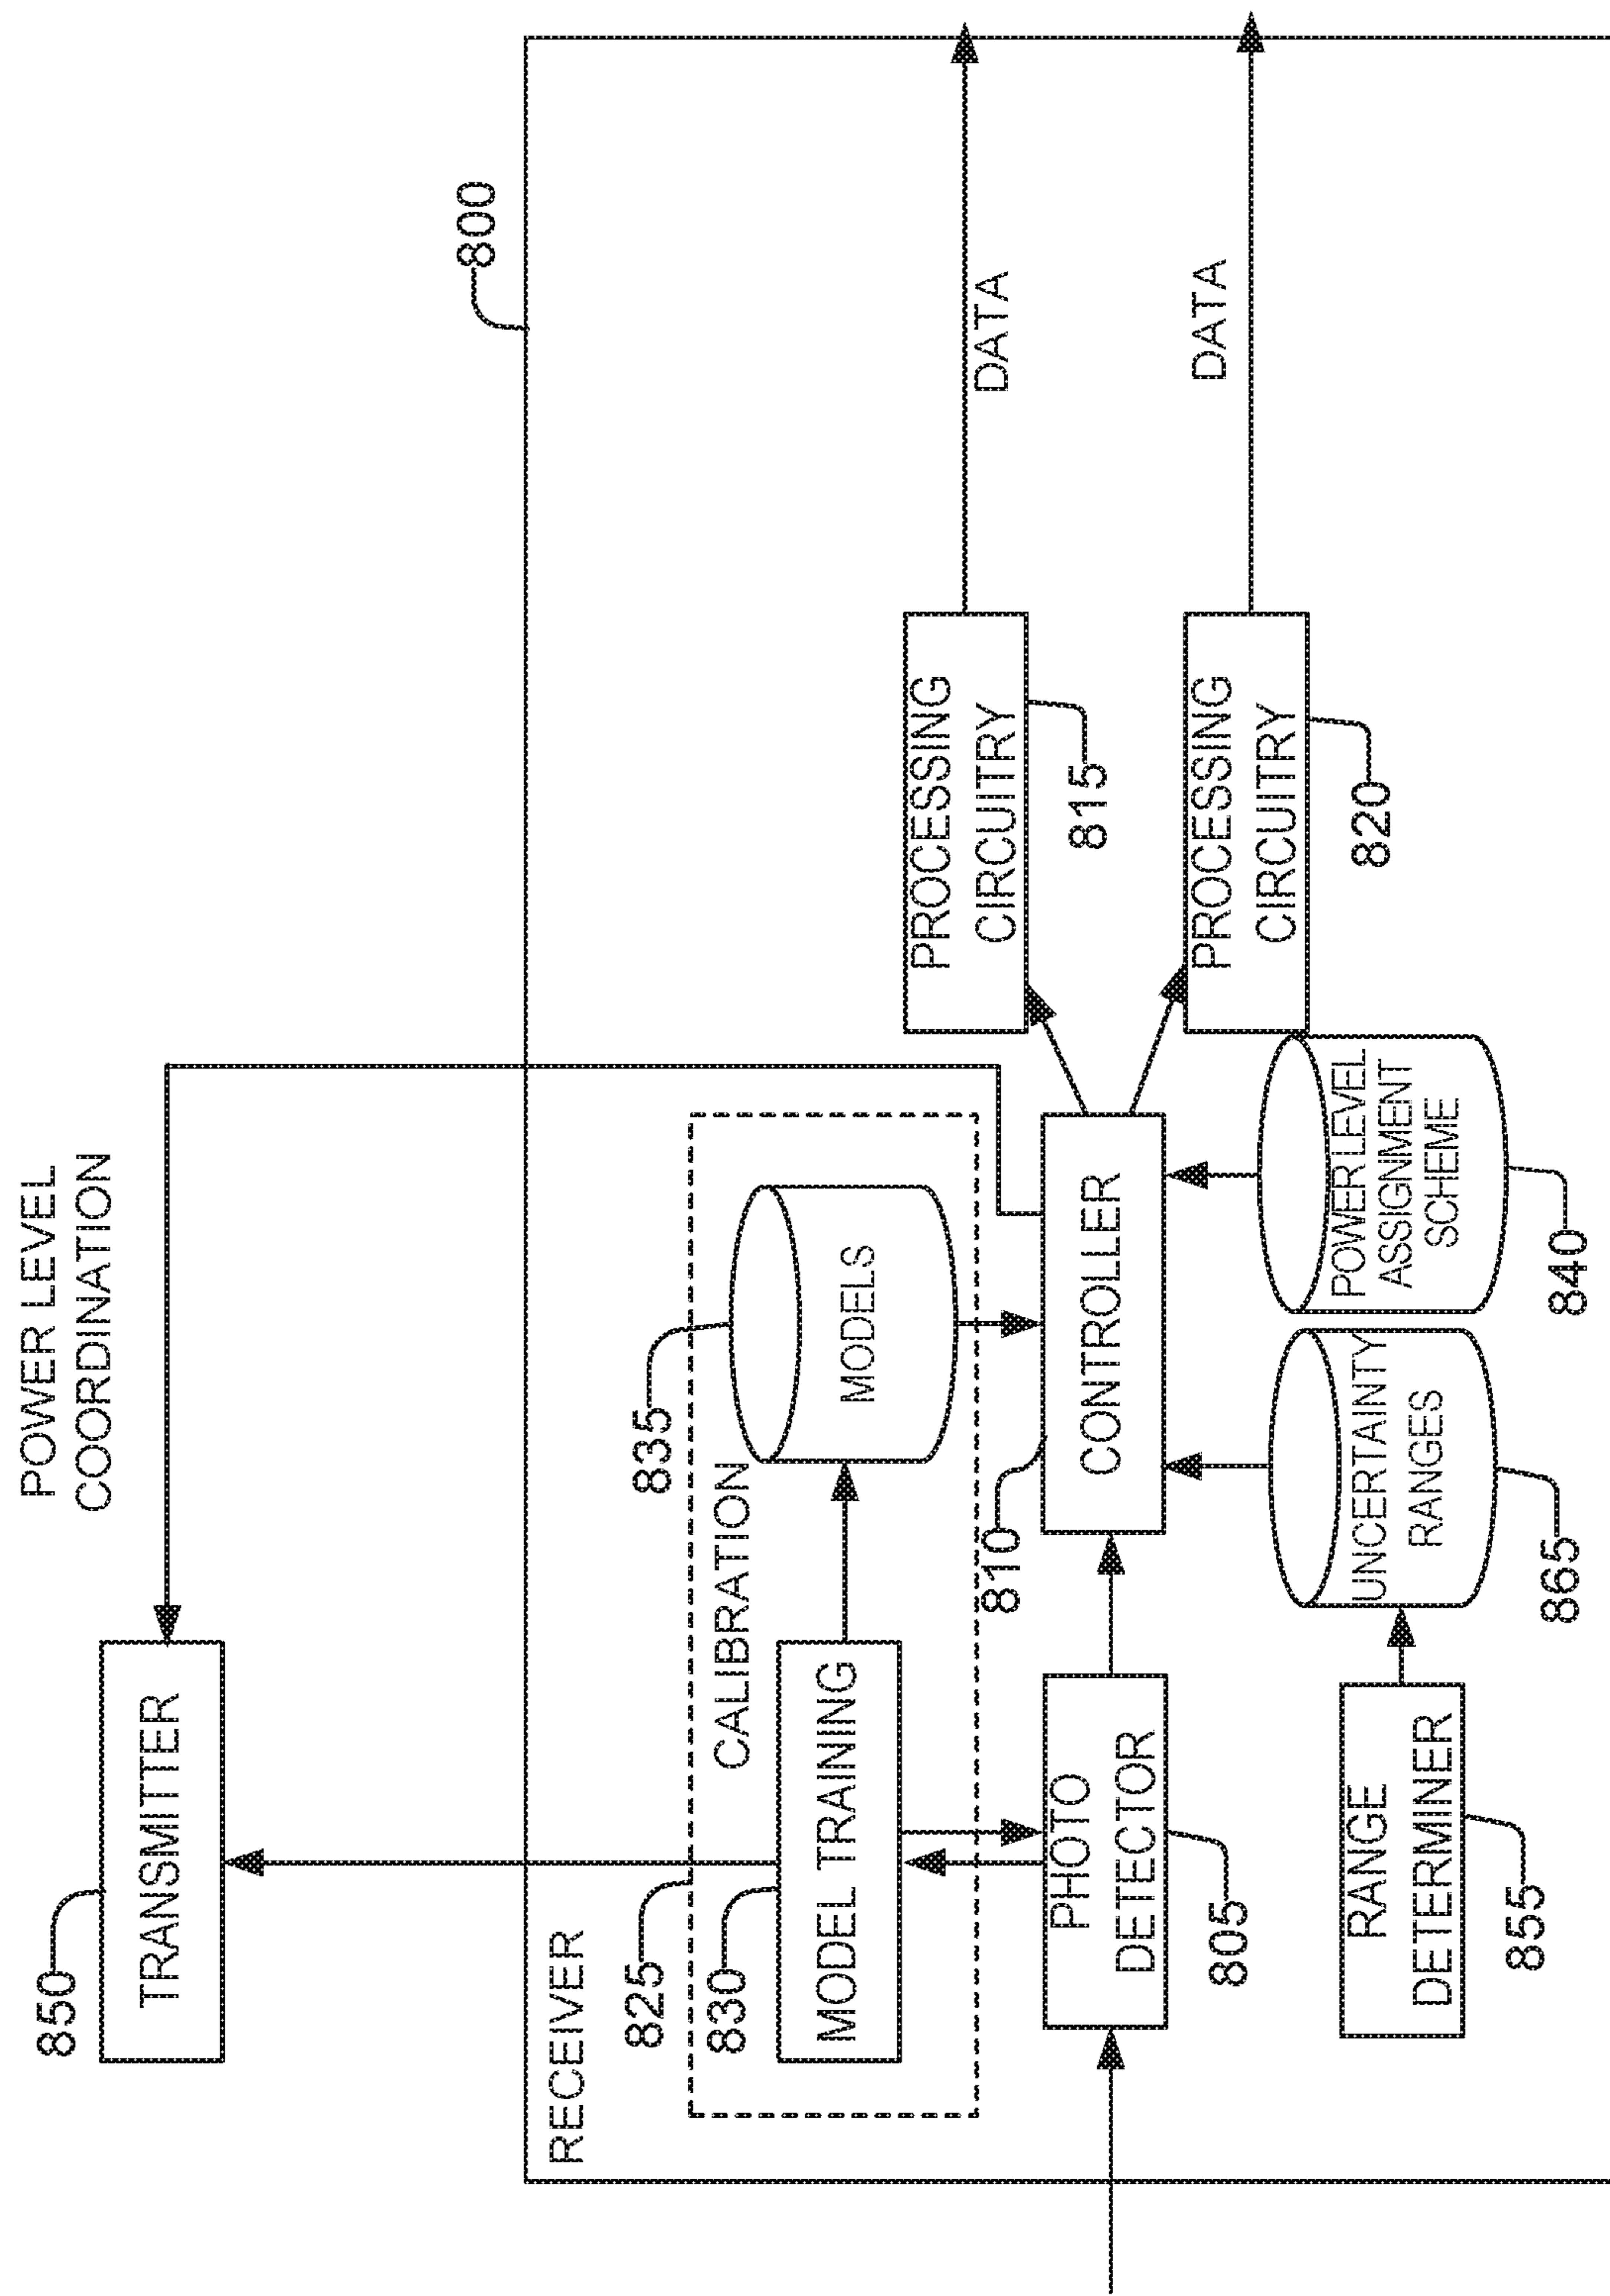 POWER LEVEL
COORDINATION
850
TRANSMITTER
800
RECEIVER
825
CALIBRATION
835
830
MODEL TRAINING
MODELS
810
PHOTO
DETECTOR
805
CONTROLLER
PROCESSING
CIRCUITRY
815
DATA
PROCESSING
CIRCUITRY
820
DATA
RANGE
DETERMINER
855
UNCERTAINTY
RANGES
865
POWER LEVEL
ASSIGNMENT
SCHEME
840